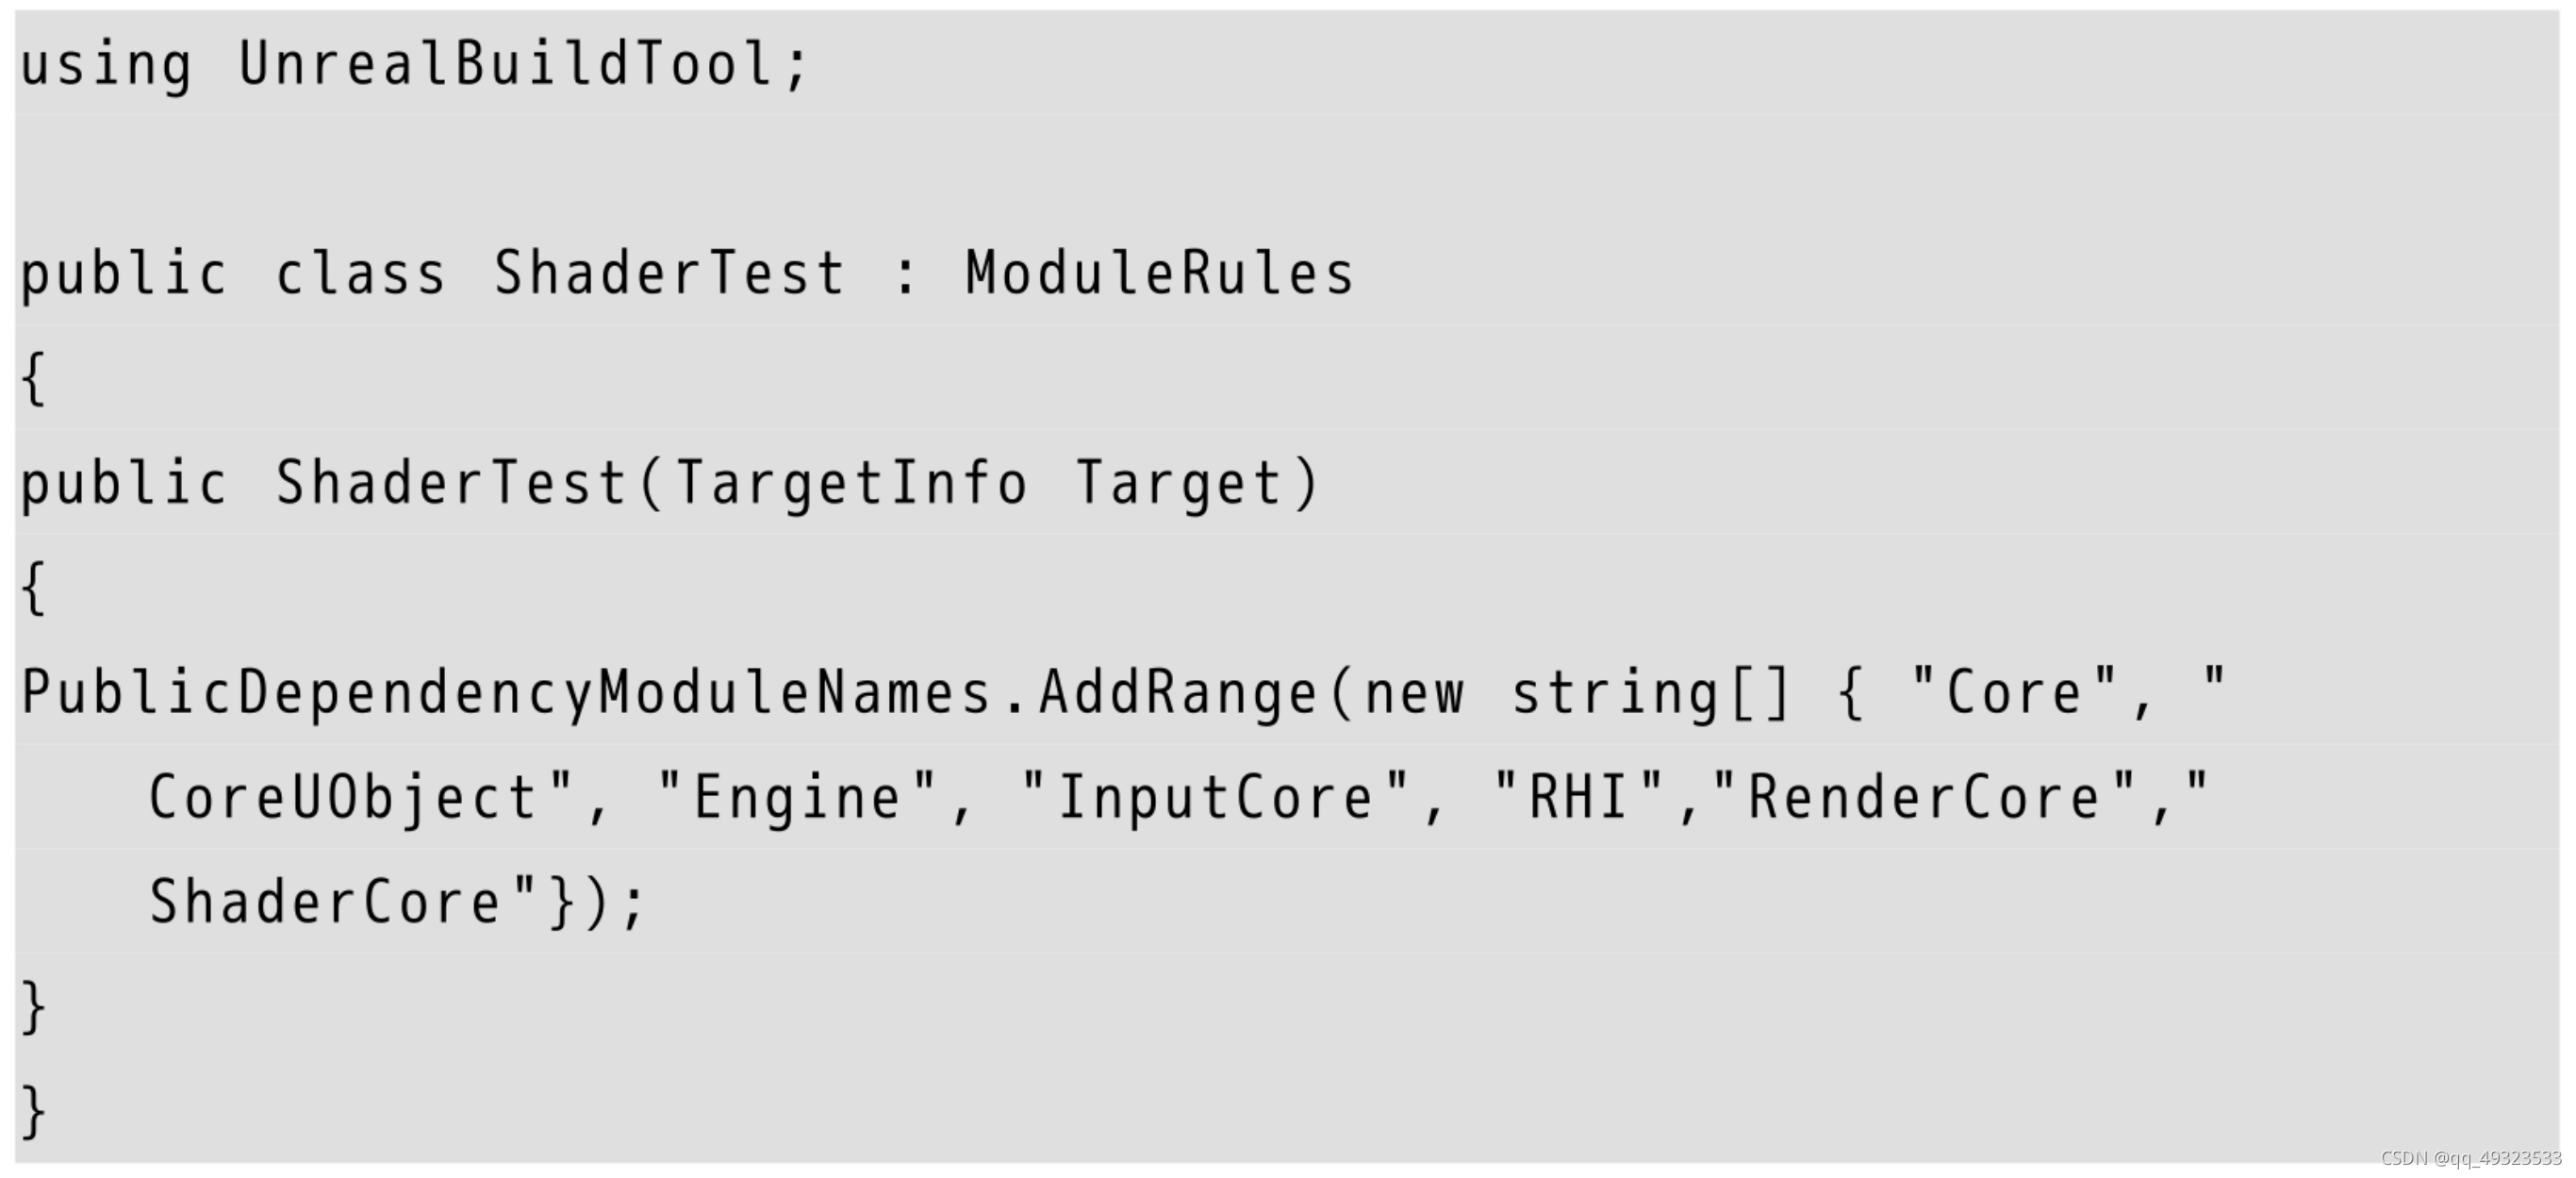 using UnrealBuildTool;
public class ShaderTest : ModuleRules
{
public ShaderTest(TargetInfo Target)
{
PublicDependencyModuleNames.AddRange(new string[] { "Core", "
CoreUObject", "Engine", "InputCore", "RHI","RenderCore","
ShaderCore"});
}
}
CSDN @qq_49323533